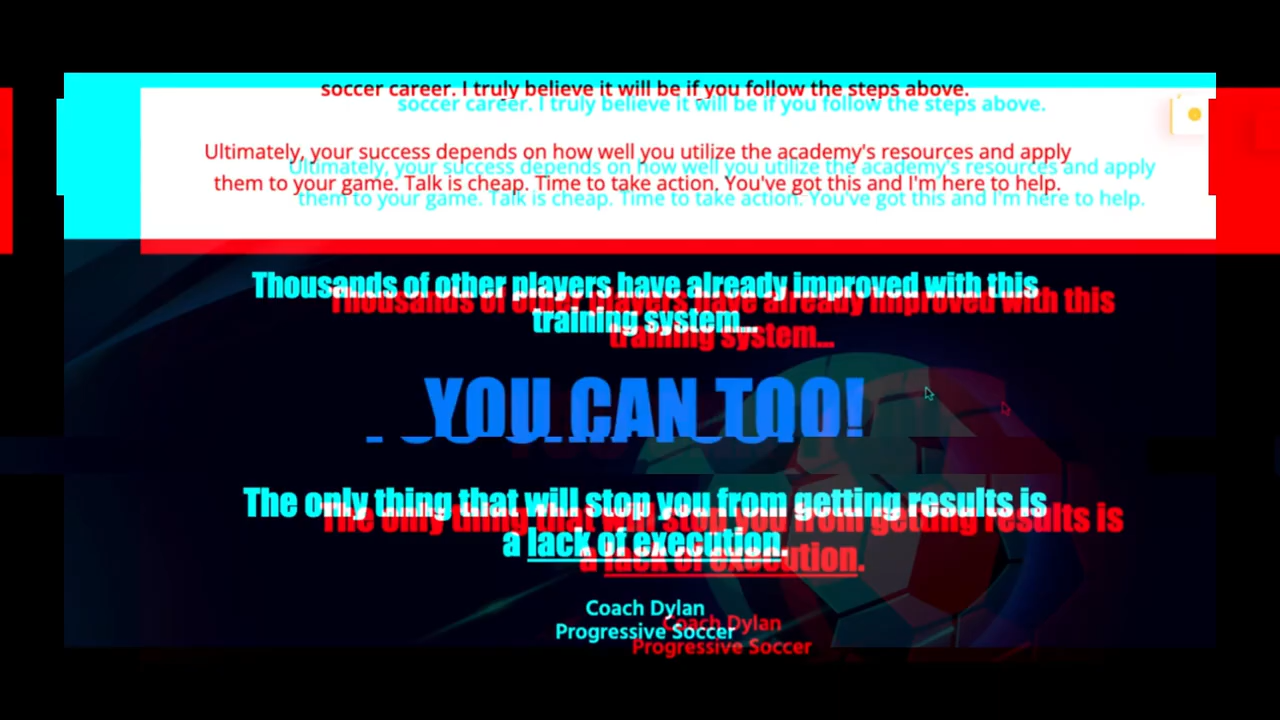 soccer career. I truly believe it will be if you follow the steps above.
Ultimately, your success depends on how well you utilize the academy's resources and apply
them to your game. Talk is cheap. Time to take action. You've got this and I'm here to help.
Thousands of other players have already improved with this
training system...
YOU CAN TOO!
The only thing that will stop you from getting results is
a lack of execution.
Coach Dylan
Progressive Soccer